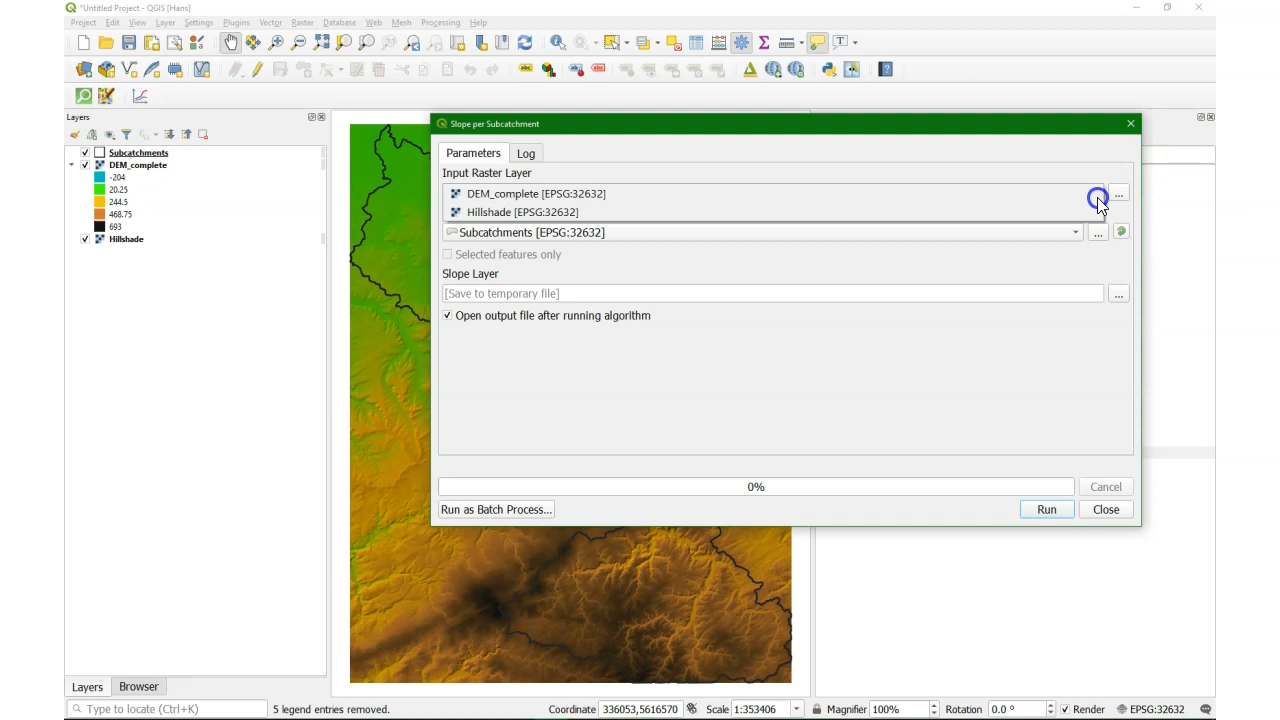 *Untitled Project - QGIS [Hans]
Project Edit View Layer Settings Plugins Vector Raster Database Web Mesh Processing Help
Layers
Subcatchments
DEM_complete
-204
20.25
244.5
468.75
693
Hillshade
Slope per Subcatchment
Parameters Log
Input Raster Layer
DEM_complete [EPSG:32632]
Hillshade [EPSG:32632]
Subcatchments [EPSG:32632]
...
Selected features only
Slope Layer
[Save to temporary file]
...
Open output file after running algorithm
0%
Cancel
Run as Batch Process...
Run
Close
Layers Browser
Type to locate (Ctrl+K)
5 legend entries removed.
Coordinate 336053,5616570
Scale 1:353406
Magnifier 100%
Rotation 0.0 °
Render
EPSG:32632